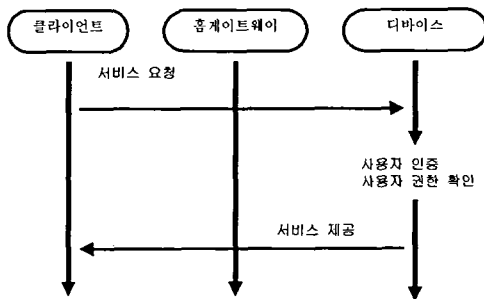 클라이언트
홈게이트웨이
디바이스
서비스 요청
사용자 인증
사용자 권한 확인
서비스 제공